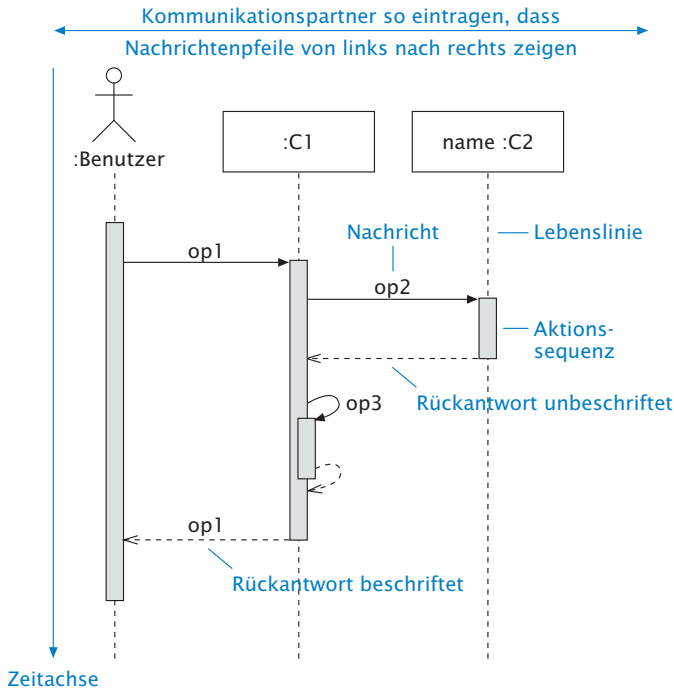 Kommunikationspartner so eintragen, dass
Nachrichtenpfeile von links nach rechts zeigen
:Benutzer
:C1
name :C2
Nachricht
Lebenslinie
op1
op2
Aktions-
sequenz
op3
Rückantwort unbeschriftet
op1
Rückantwort beschriftet
Zeitachse